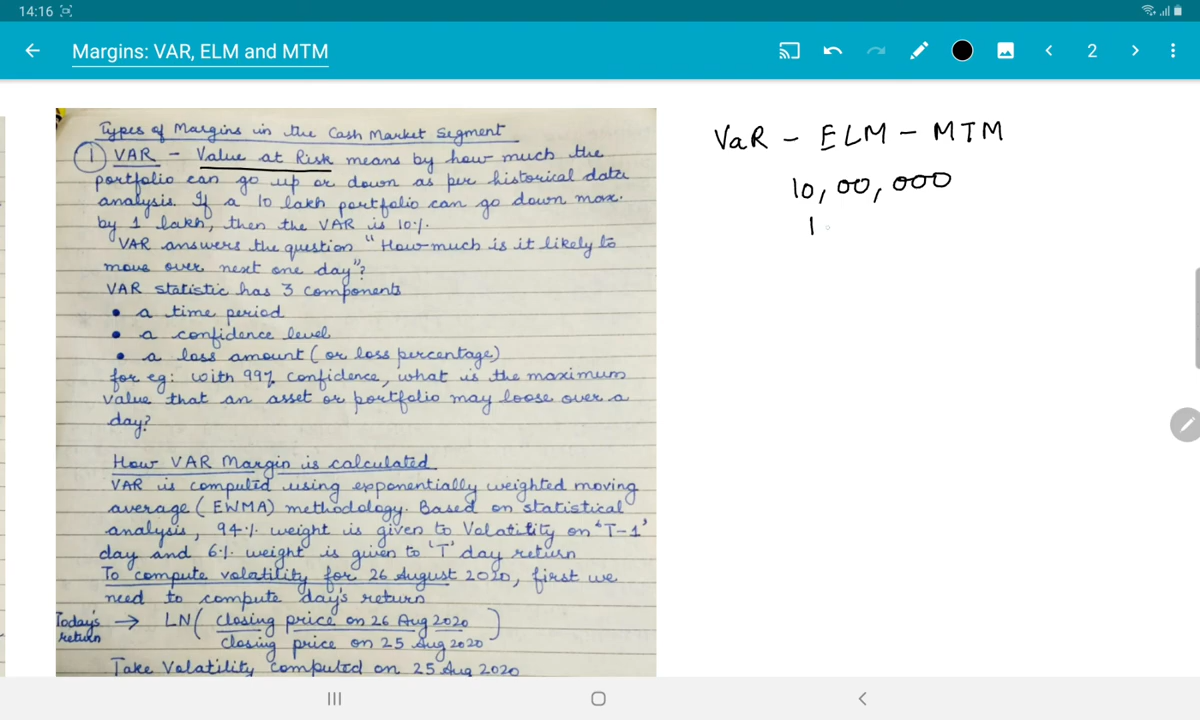 14:16
Margins: VAR, ELM and MTM
2
Types of Margins in the Cash Market Segment
1 VAR - Value at Risk means by how much the
portfolio can go up or down as per historical data
analysis. If a 10 lakh portfolio can go down max.
by 1 lakh, then the VAR is 10%.
VAR answers the question "How much is it likely to
move over next one day"?
VAR statistic has 3 components
• a time period
• a confidence level
• a loss amount (or loss percentage)
for eg: with 99% confidence, what is the maximum
value that an asset or portfolio may loose over a
day?
How VAR Margin is calculated
VAR is computed using exponentially weighted moving
average (EWMA) methodology. Based on statistical
analysis, 94% weight is given to Volatility on 'T-1'
day and 6% weight is given to 'T' day return
To compute volatility for 26 August 2020, first we
need to compute day's return
Today's return → LN( closing price on 26 Aug 2020
closing price on 25 Aug 2020 )
Take Volatility computed on 25 Aug 2020
VaR - ELM - MTM
10,00,000
1